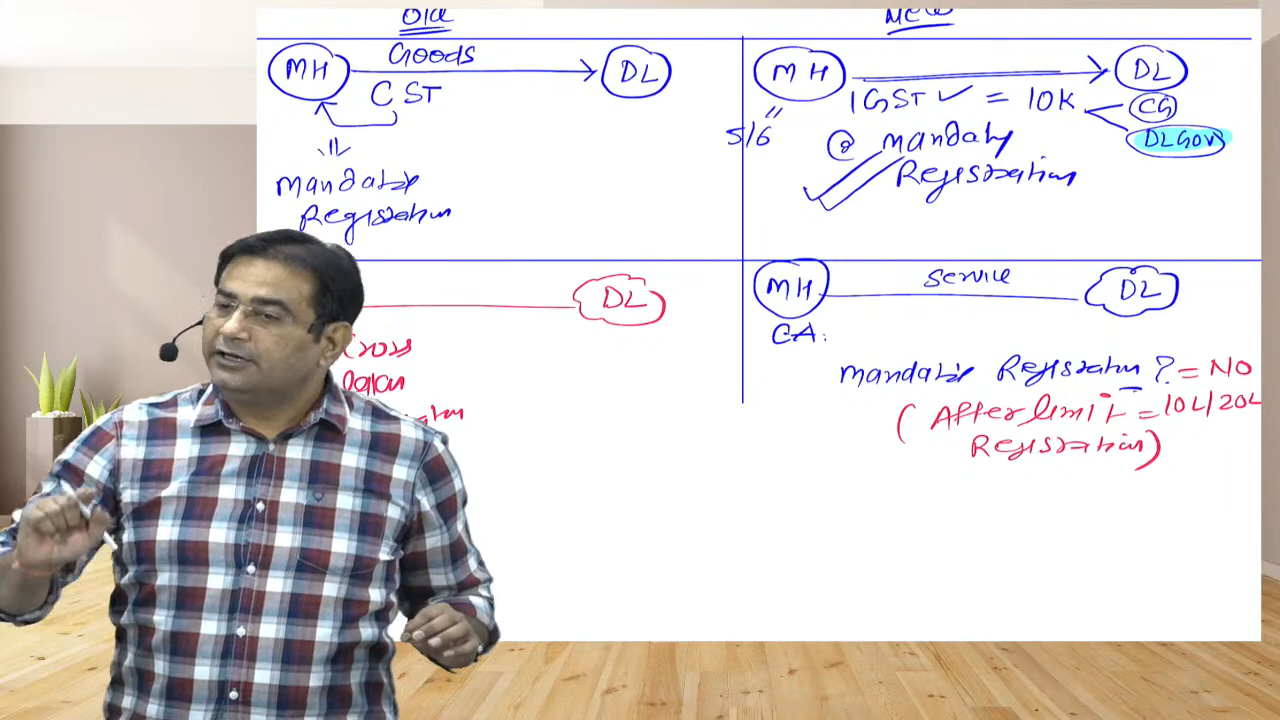 Old
New
MH
Goods
DL
CST
Mandatory
Registration
MH
DL
IGST ✓ = 10K
CG
DL GOVT
S/6
@ mandatory
Registration
DL
Cross
MH
service
DL
CA.
Mandatory Registration ? = NO
( After limit = 10L/20L
Registration)